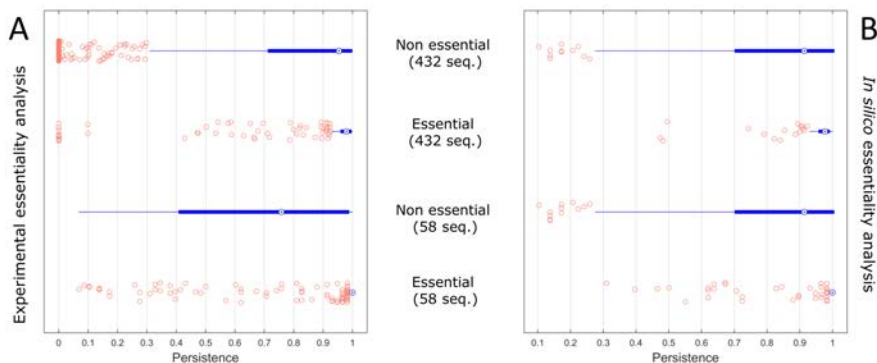 A
B
Experimental essentiality analysis
In silico essentiality analysis
Non essential
(432 seq.)
Essential
(432 seq.)
Non essential
(58 seq.)
Essential
(58 seq.)
0 0.1 0.2 0.3 0.4 0.5 0.6 0.7 0.8 0.9 1
Persistence
0.1 0.2 0.3 0.4 0.5 0.6 0.7 0.8 0.9 1
Persistence